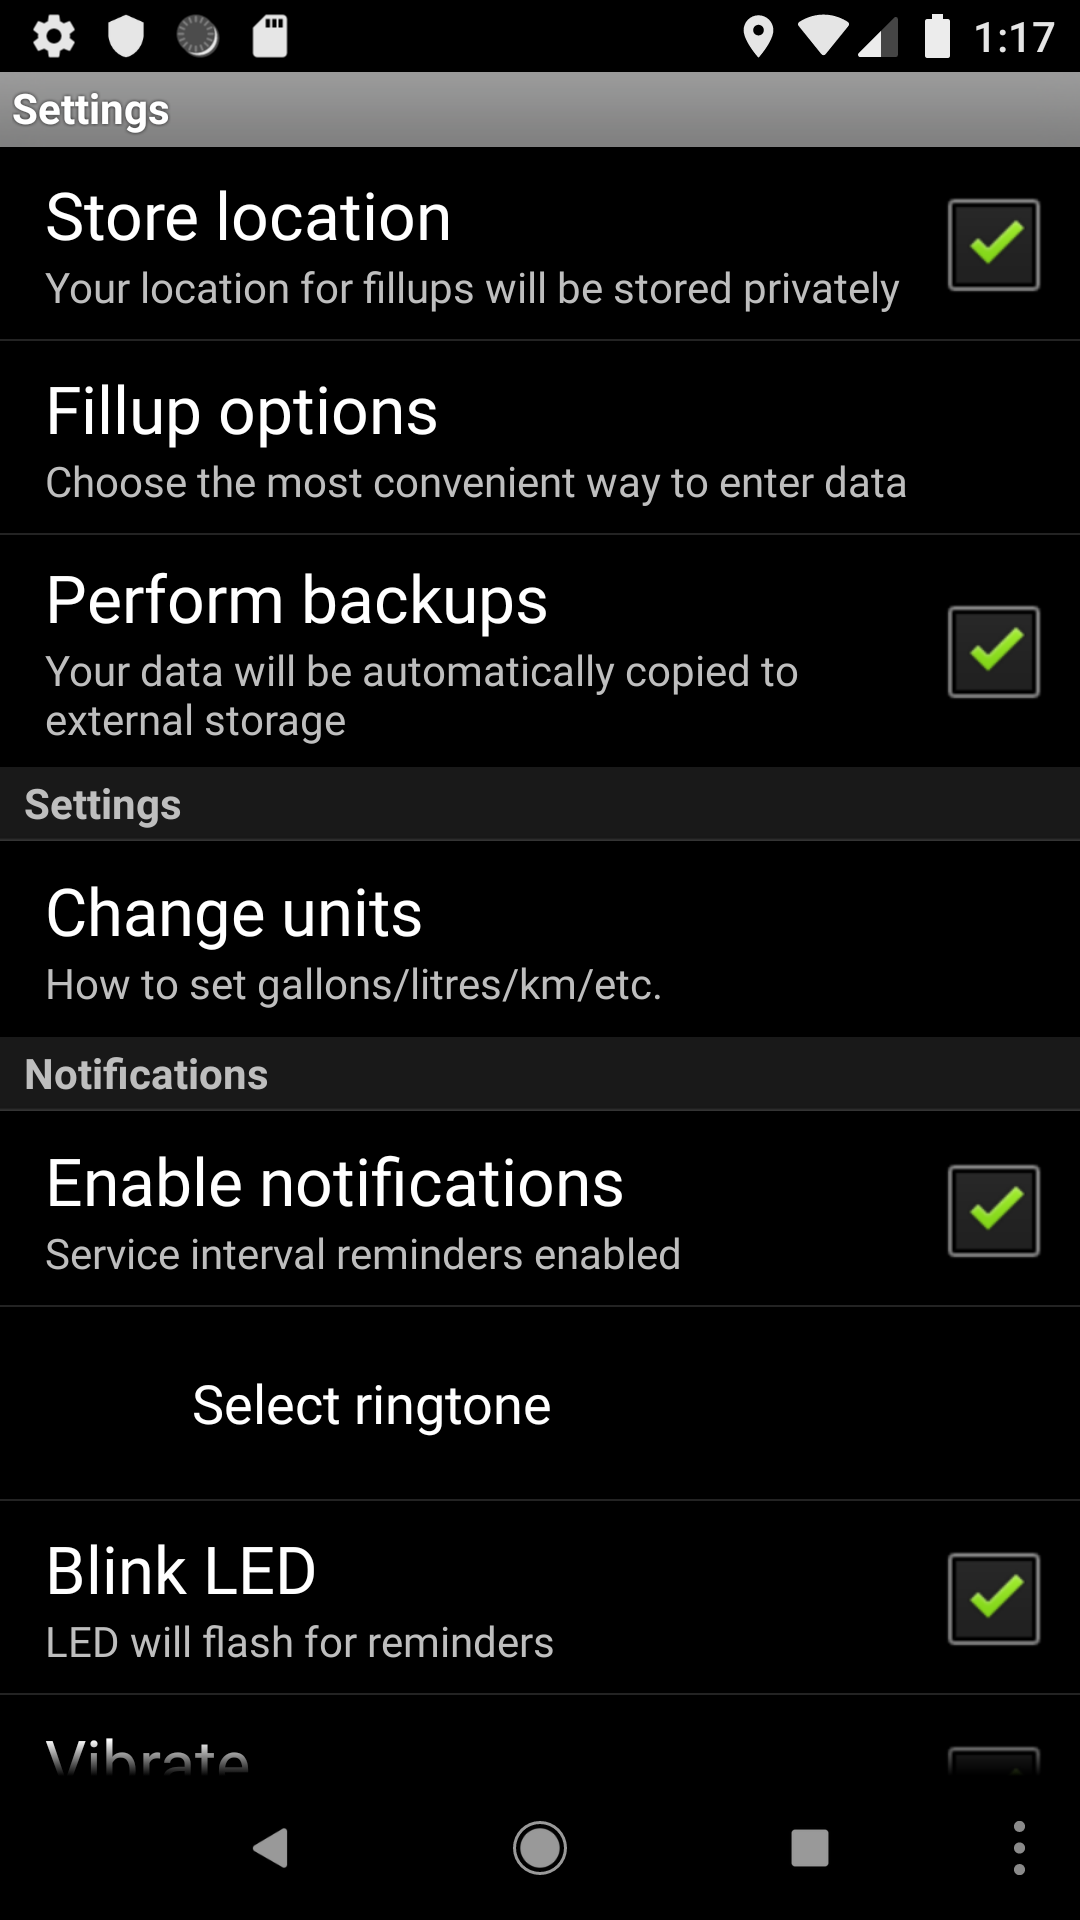 1:17
Settings
Store location
Your location for fillups will be stored privately
Fillup options
Choose the most convenient way to enter data
Perform backups
Your data will be automatically copied to
external storage
Settings
Change units
How to set gallons/litres/km/etc.
Notifications
Enable notifications
Service interval reminders enabled
Select ringtone
Blink LED
LED will flash for reminders
Vibrate